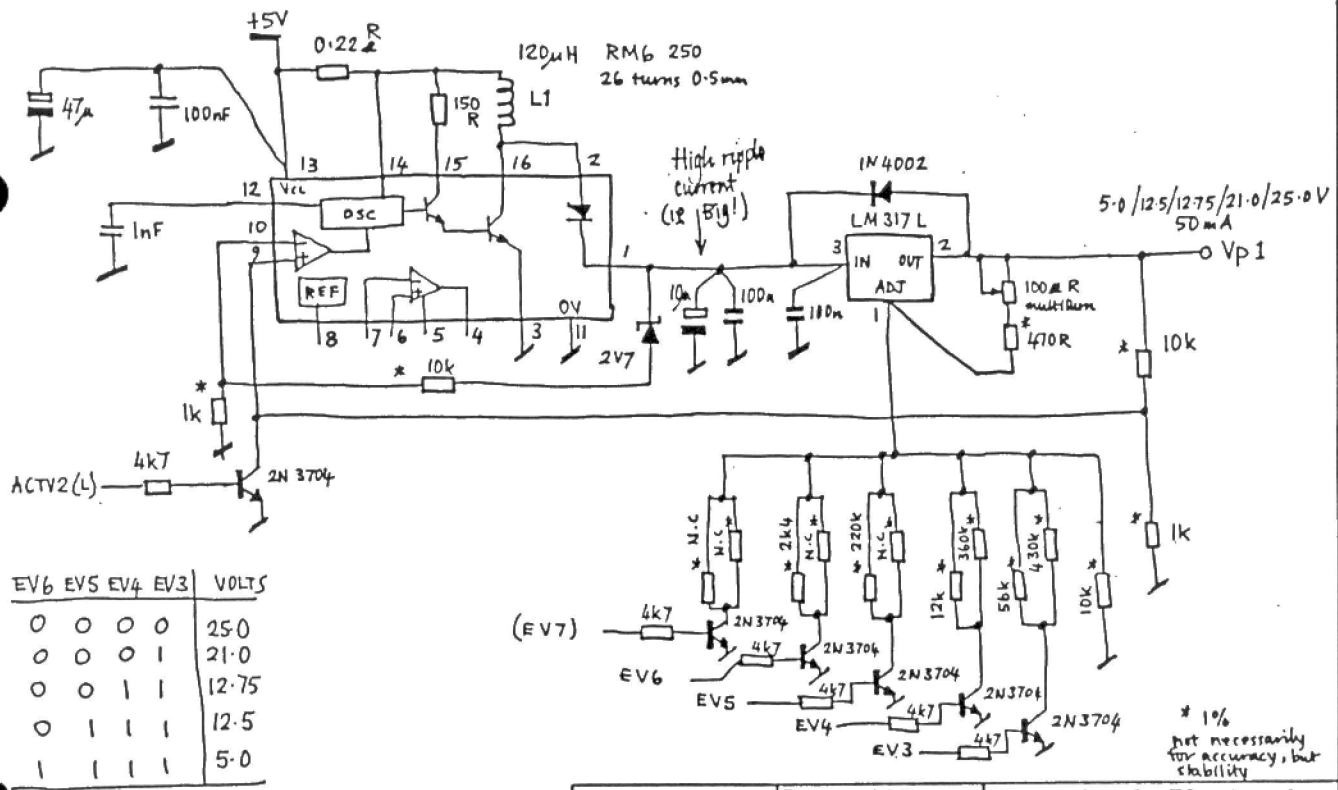 +5V
0.22 R
120µH RM6 250
26 turns 0.5mm
47µ
100nF
150
R
L1
13 14 15 16 2
Vcc
12
OSC
1nF
10
9
REF
0V
8 7 6 5 4 3 11
1
High ripple
current
(is Big!)
10µ
100n
100n
2V7
1N4002
LM317L
3 IN OUT 2
ADJ
1
5.0/12.5/12.75/21.0/25.0V
50mA
Vp1
100R
multiturn
*
470R
* 10k
* 10k
*
1k
* 1k
ACTV2(L)
4k7
2N3704
* N.C
N.C *
* 2k4
N.C *
* 220k
N.C. *
12k *
360k *
56k *
430k *
10k *
(EV7)
4k7
2N3704
EV6
4k7
2N3704
EV5
4k7
2N3704
EV4
4k7
2N3704
EV3
4k7
2N3704
EV6 EV5 EV4 EV3 VOLTS
0 0 0 0 25.0
0 0 0 1 21.0
0 0 1 1 12.75
0 1 1 1 12.5
1 1 1 1 5.0
* 1%
not necessarily
for accuracy, but
stability